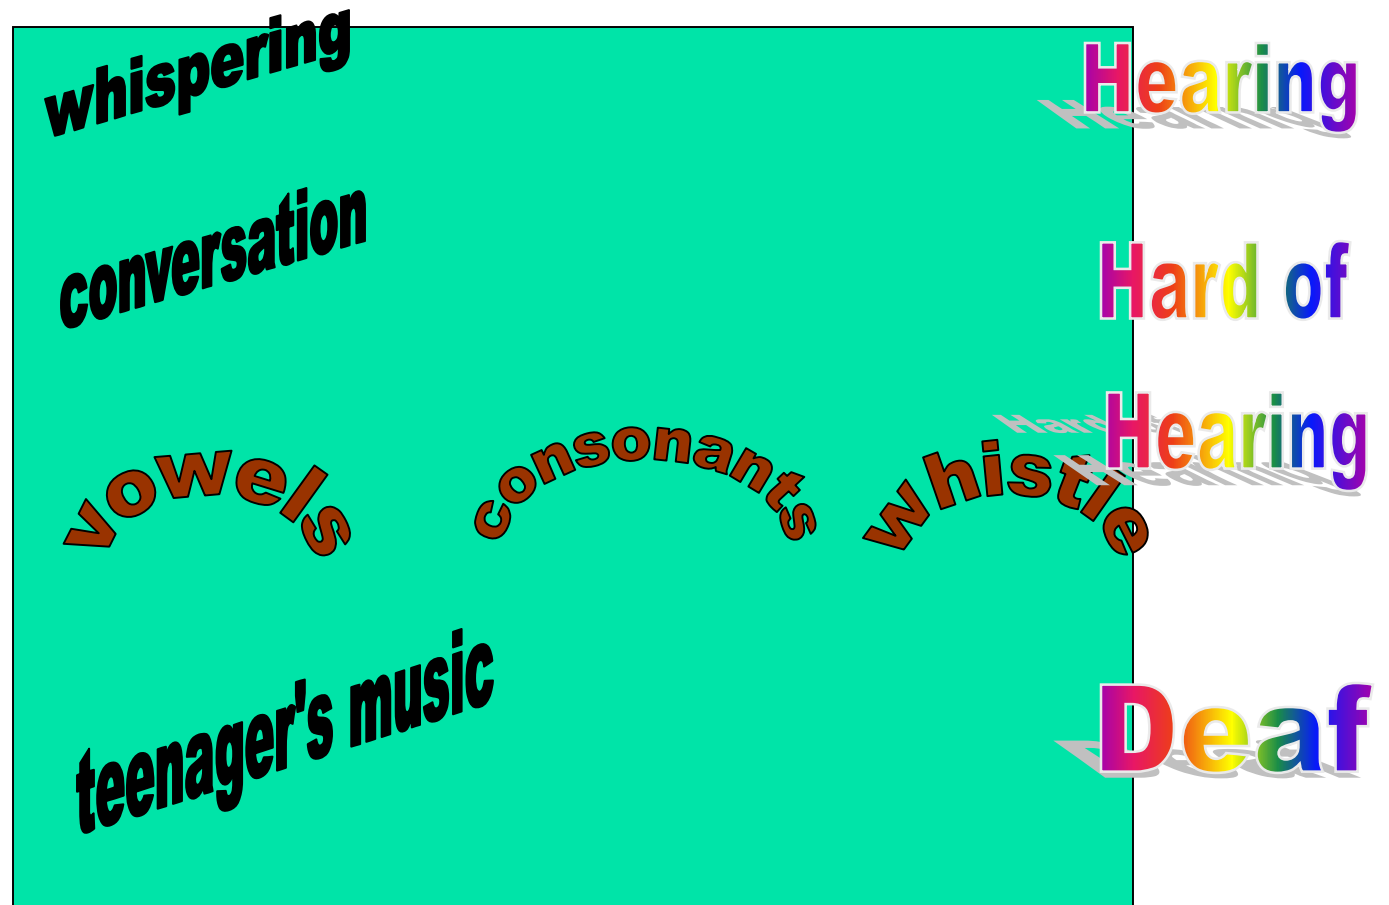 whispering
Hearing
conversation
Hard of
Hearing
vowels
consonants
whistle
teenager's music
Deaf